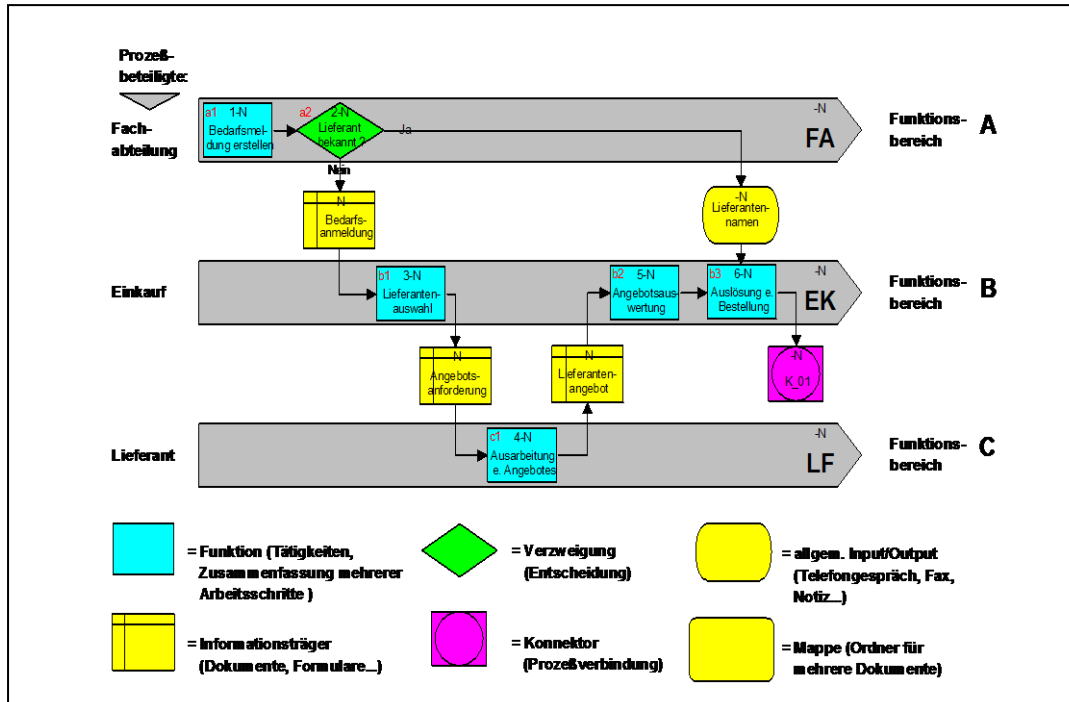 Prozeß-
beteiligte:
Fach-
abteilung
a1 1-N
Bedarfsmel-
dung erstellen
a2 2-N
Lieferant
bekannt ?
Ja
Nein
-N
FA
Funktions-
bereich
A
-N
Bedarfs-
anmeldung
-N
Lieferanten-
namen
Einkauf
b1 3-N
Lieferanten-
auswahl
b2 5-N
Angebotsaus-
wertung
b3 6-N
Auslösung e.
Bestellung
-N
EK
Funktions-
bereich
B
-N
Angebots-
anforderung
-N
Lieferanten-
angebot
-N
K_01
Lieferant
c1 4-N
Ausarbeitung
e. Angebotes
-N
LF
Funktions-
bereich
C
= Funktion (Tätigkeiten,
Zusammenfassung mehrerer
Arbeitsschritte )
= Verzweigung
(Entscheidung)
= allgem. Input/Output
(Telefongespräch, Fax,
Notiz...)
= Informationsträger
(Dokumente, Formulare...)
= Konnektor
(Prozeßverbindung)
= Mappe (Ordner für
mehrere Dokumente)